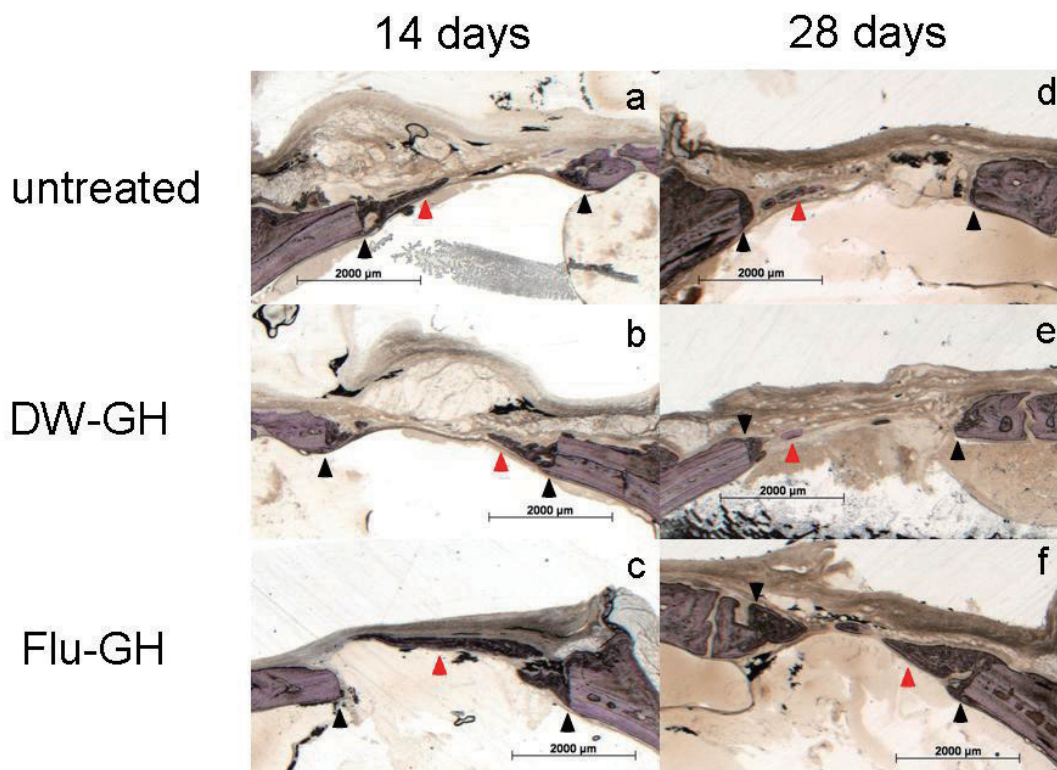 14 days 28 days
untreated a d
2000 µm 2000 µm
DW-GH b e
2000 µm 2000 µm
Flu-GH c f
2000 µm 2000 µm